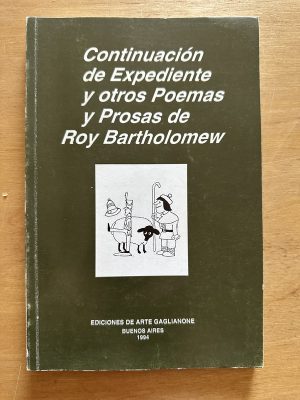 Continuación
de Expediente
y otros Poemas
y Prosas de
Roy Bartholomew
EDICIONES DE ARTE GAGLIANONE
BUENOS AIRES
1994